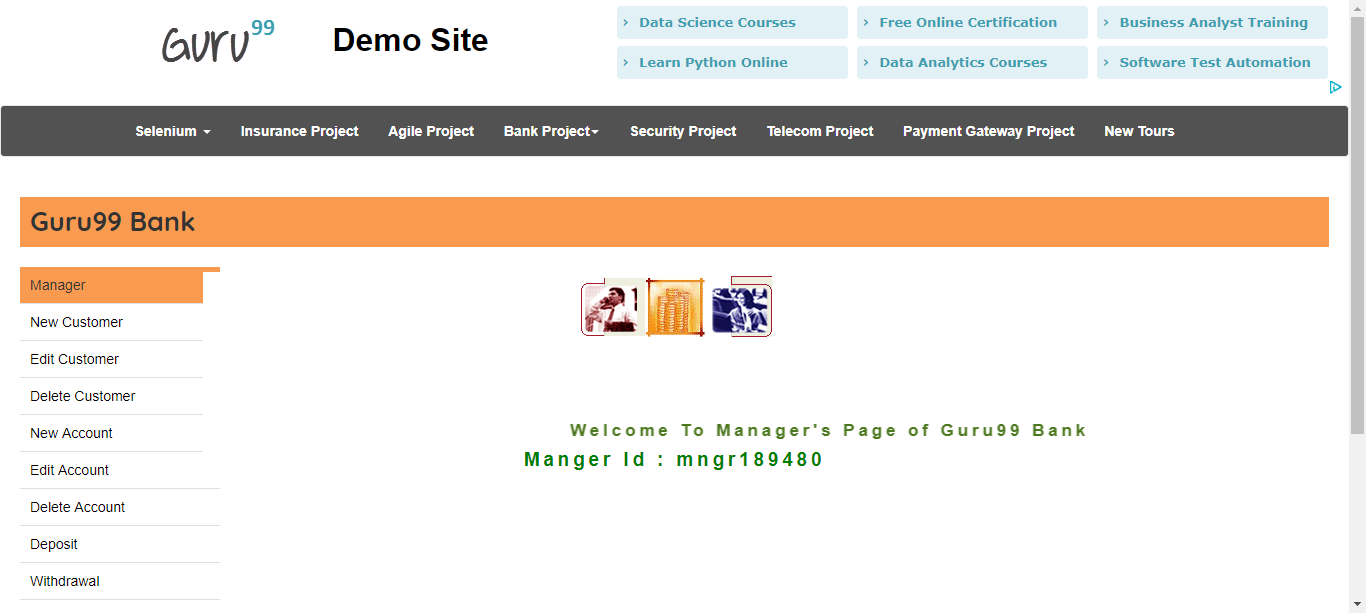 Guru99
Demo Site
Data Science Courses
Free Online Certification
Business Analyst Training
Learn Python Online
Data Analytics Courses
Software Test Automation
Selenium
Insurance Project
Agile Project
Bank Project
Security Project
Telecom Project
Payment Gateway Project
New Tours
Guru99 Bank
Manager
New Customer
Edit Customer
Delete Customer
New Account
Edit Account
Delete Account
Deposit
Withdrawal
Welcome To Manager's Page of Guru99 Bank
Manger Id : mngr189480